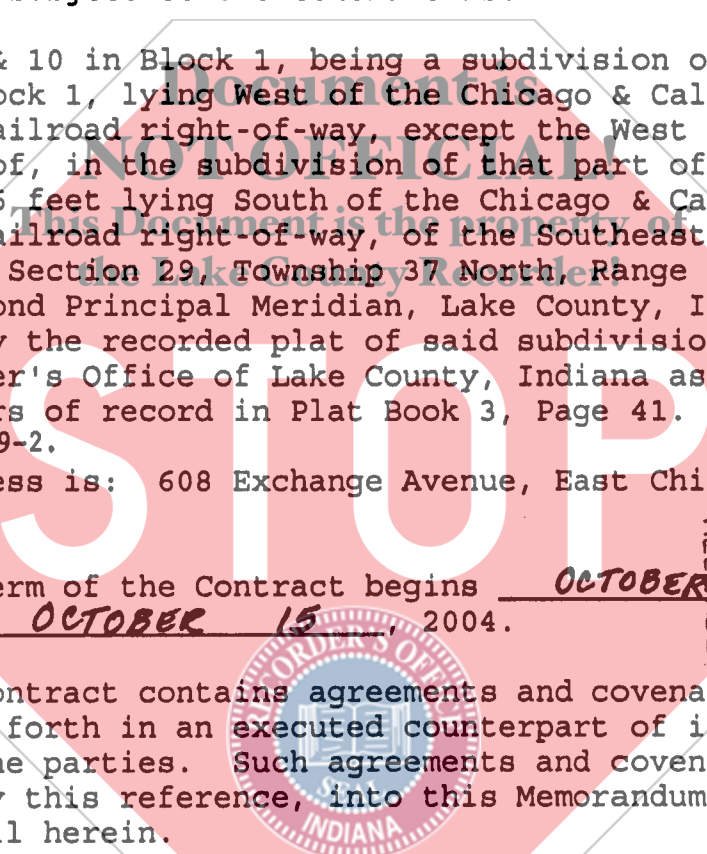 & 10 in Block 1, being a subdivision o
ock 1, lying West of the Chicago & Cal
ailroad right-of-way, except the West
of, in the subdivision of that part of
feet lying South of the Chicago & Ca
ailroad right-of-way, of the Southeast
Section 29, Township 37 North, Range
ond Principal Meridian, Lake County, I
y the recorded plat of said subdivisio
er's Office of Lake County, Indiana as
rs of record in Plat Book 3, Page 41.
9-2.
ess is: 608 Exchange Avenue, East Chi
erm of the Contract begins OCTOBER
OCTOBER 15, 2004.
ontract contains agreements and covena
forth in an executed counterpart of i
ne parties. Such agreements and coven
y this reference, into this Memorandum
ll herein.
Document is
NOT OFFICIAL!
This Document is the property of
the Lake County Recorder!
STOP
RECORDER'S OFFICE
SEAL
INDIANA